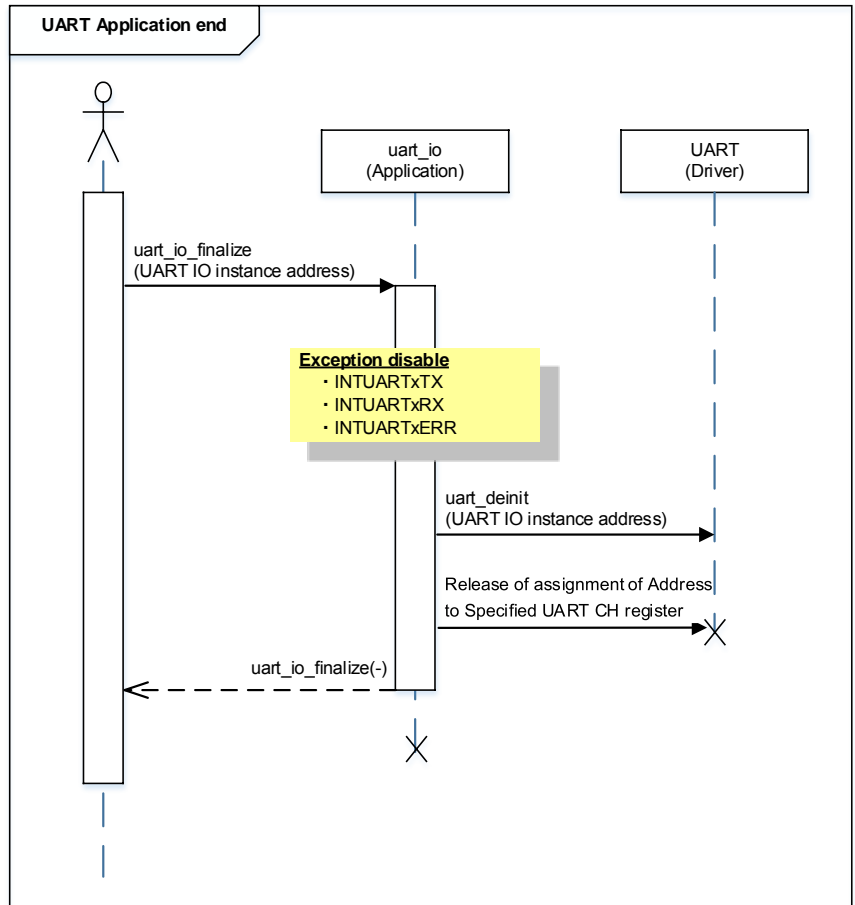 UART Application end
uart_io
(Application)
UART
(Driver)
uart_io_finalize
(UART IO instance address)
Exception disable
・INTUARTxTX
・INTUARTxRX
・INTUARTxERR
uart_deinit
(UART IO instance address)
Release of assignment of Address
to Specified UART CH register
uart_io_finalize(-)